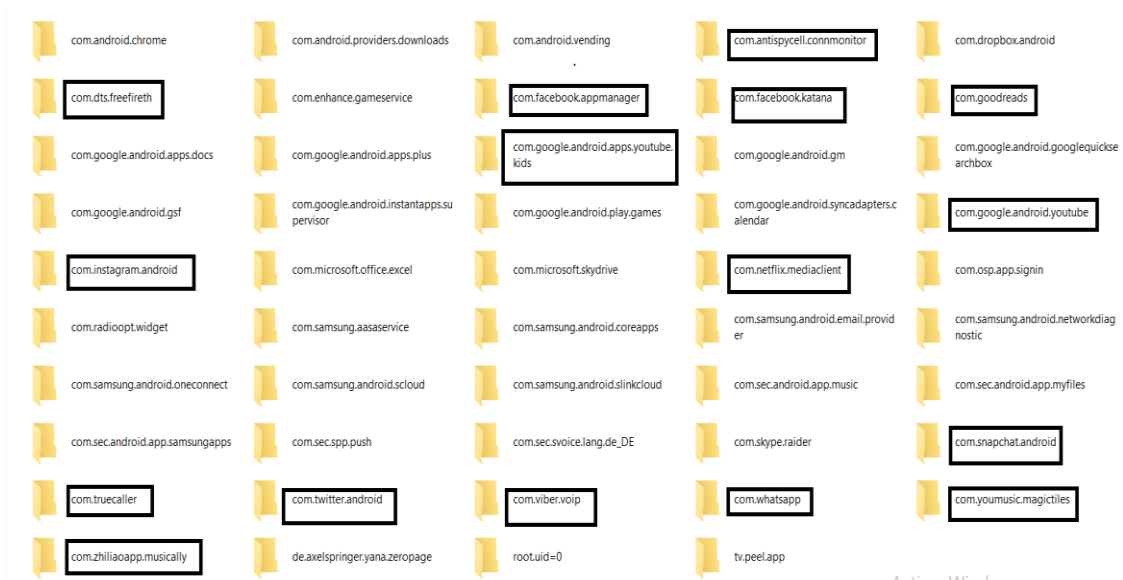 com.android.chrome
com.android.providers.downloads
com.android.vending
com.antispycell.connmonitor
com.dropbox.android
com.dts.freefireth
com.enhance.gameservice
com.facebook.appmanager
com.facebook.katana
com.goodreads
com.google.android.apps.docs
com.google.android.apps.plus
com.google.android.apps.youtube.
kids
com.google.android.gm
com.google.android.googlequickse
archbox
com.google.android.gsf
com.google.android.instantapps.su
pervisor
com.google.android.play.games
com.google.android.syncadapters.c
alendar
com.google.android.youtube
com.instagram.android
com.microsoft.office.excel
com.microsoft.skydrive
com.netflix.mediaclient
com.osp.app.signin
com.radioopt.widget
com.samsung.aasaservice
com.samsung.android.coreapps
com.samsung.android.email.provid
er
com.samsung.android.networkdiag
nostic
com.samsung.android.oneconnect
com.samsung.android.scloud
com.samsung.android.slinkcloud
com.sec.android.app.music
com.sec.android.app.myfiles
com.sec.android.app.samsungapps
com.sec.spp.push
com.sec.svoice.lang.de_DE
com.skype.raider
com.snapchat.android
com.truecaller
com.twitter.android
com.viber.voip
com.whatsapp
com.youmusic.magictiles
com.zhiliaoapp.musically
de.axelspringer.yana.zeropage
root.uid=0
tv.peel.app